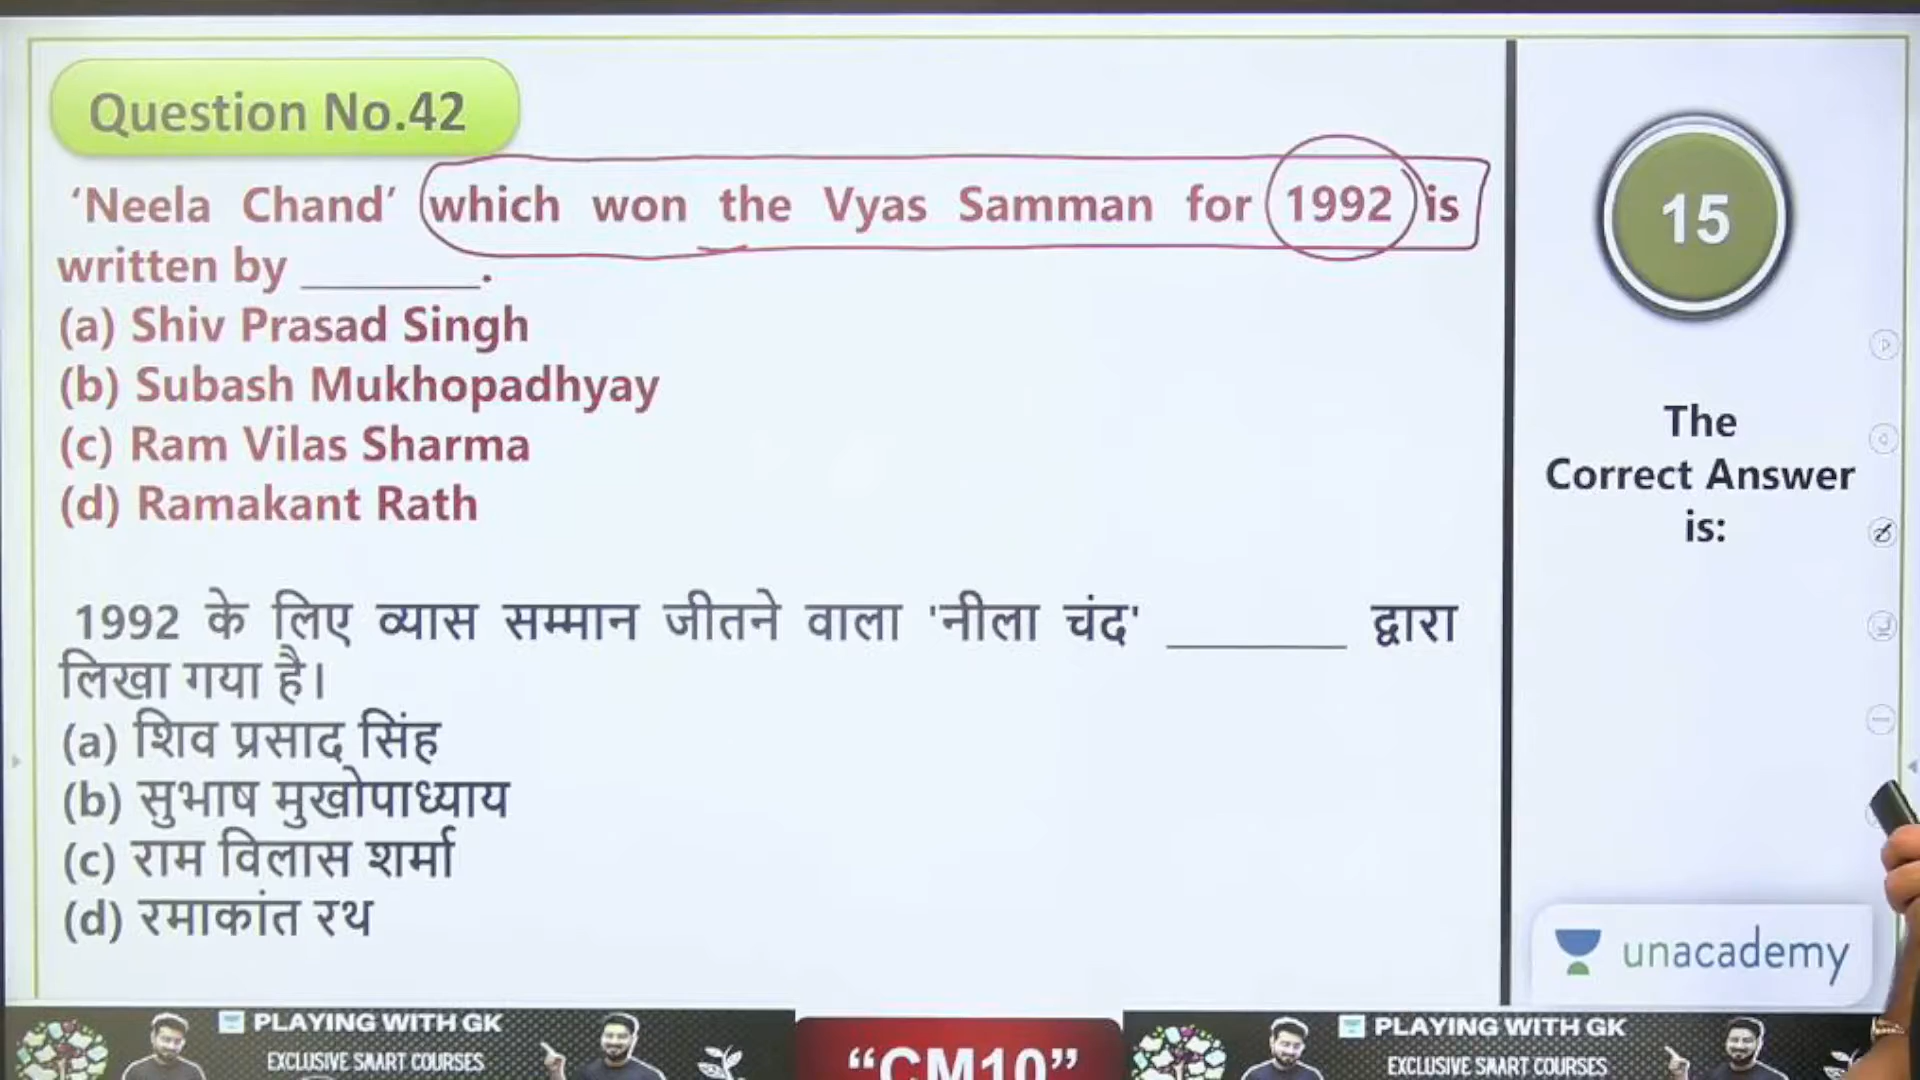 Question No.42
‘Neela Chand’ which won the Vyas Samman for 1992 is
written by ________.
(a) Shiv Prasad Singh
(b) Subash Mukhopadhyay
(c) Ram Vilas Sharma
(d) Ramakant Rath
1992 के लिए व्यास सम्मान जीतने वाला 'नीला चंद' ________ द्वारा
लिखा गया है।
(a) शिव प्रसाद सिंह
(b) सुभाष मुखोपाध्याय
(c) राम विलास शर्मा
(d) रमाकांत रथ
15
The
Correct Answer
is:
unacademy
PLAYING WITH GK
EXCLUSIVE SMART COURSES
“CM10”
PLAYING WITH GK
EXCLUSIVE SMART COURSES